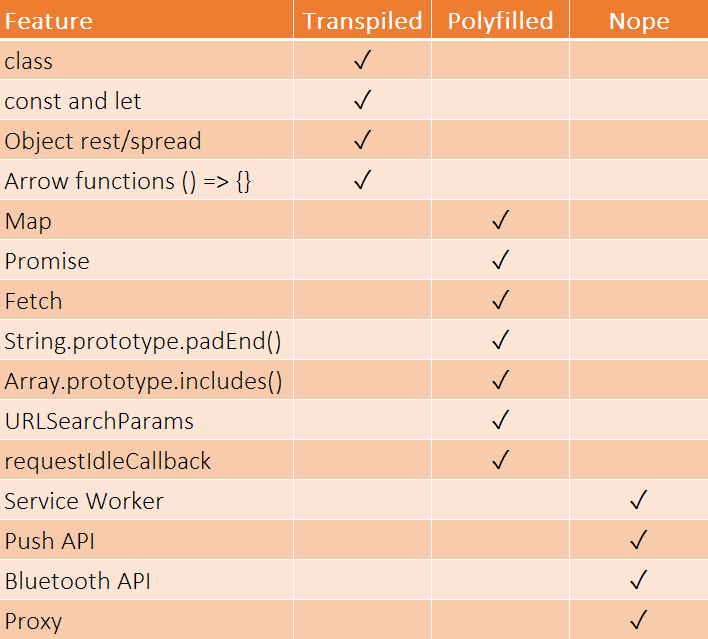 Feature Transpiled Polyfilled Nope
class ✓
const and let ✓
Object rest/spread ✓
Arrow functions () => {} ✓
Map ✓
Promise ✓
Fetch ✓
String.prototype.padEnd() ✓
Array.prototype.includes() ✓
URLSearchParams ✓
requestIdleCallback ✓
Service Worker ✓
Push API ✓
Bluetooth API ✓
Proxy ✓